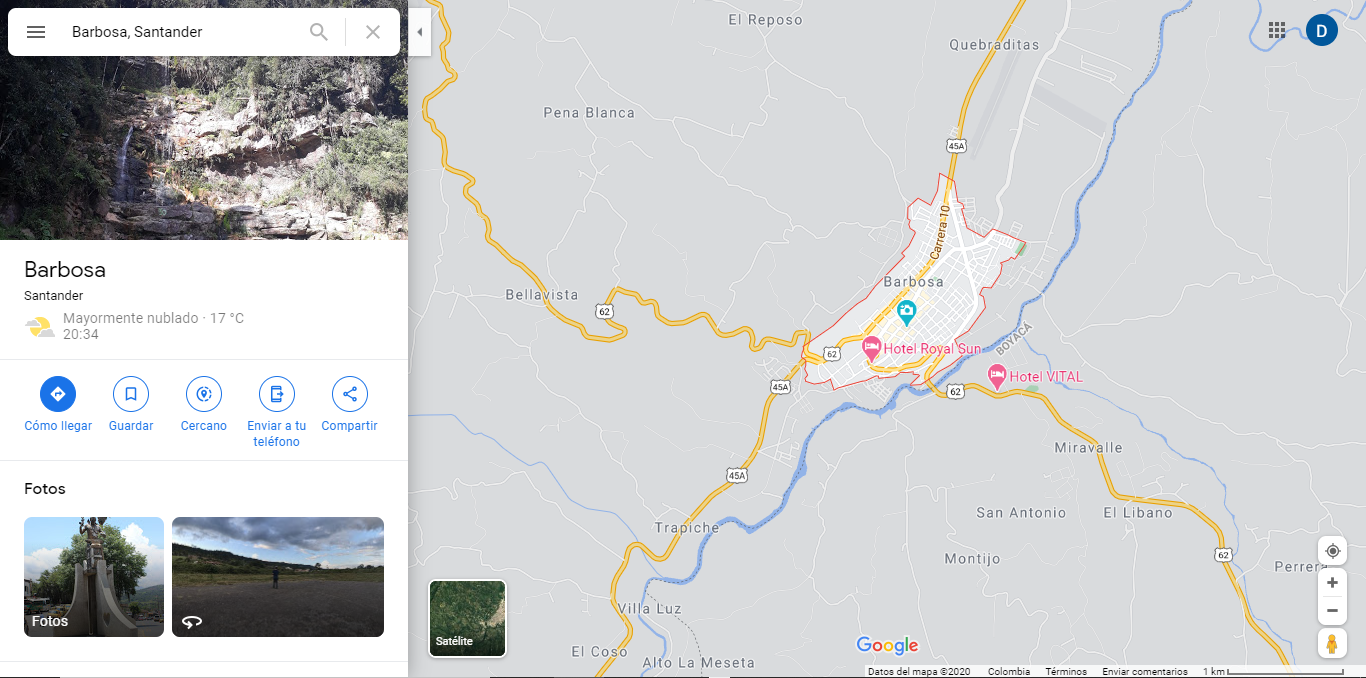 Barbosa, Santander
Barbosa
Santander
Mayormente nublado · 17 °C
20:34
Cómo llegar
Guardar
Cercano
Enviar a tu
teléfono
Compartir
Fotos
Fotos
El Reposo
Quebraditas
D
Pena Blanca
45A
Carrera 10
Bellavista
62
Barbosa
62
Hotel Royal Sun
BOYACÁ
45A
62
Hotel VITAL
Miravalle
45A
San Antonio
El Libano
Trapiche
Montijo
62
Perrera
Villa Luz
Satélite
El Coso
Alto La Meseta
Google
Datos del mapa ©2020
Colombia
Términos
Enviar comentarios
1 km